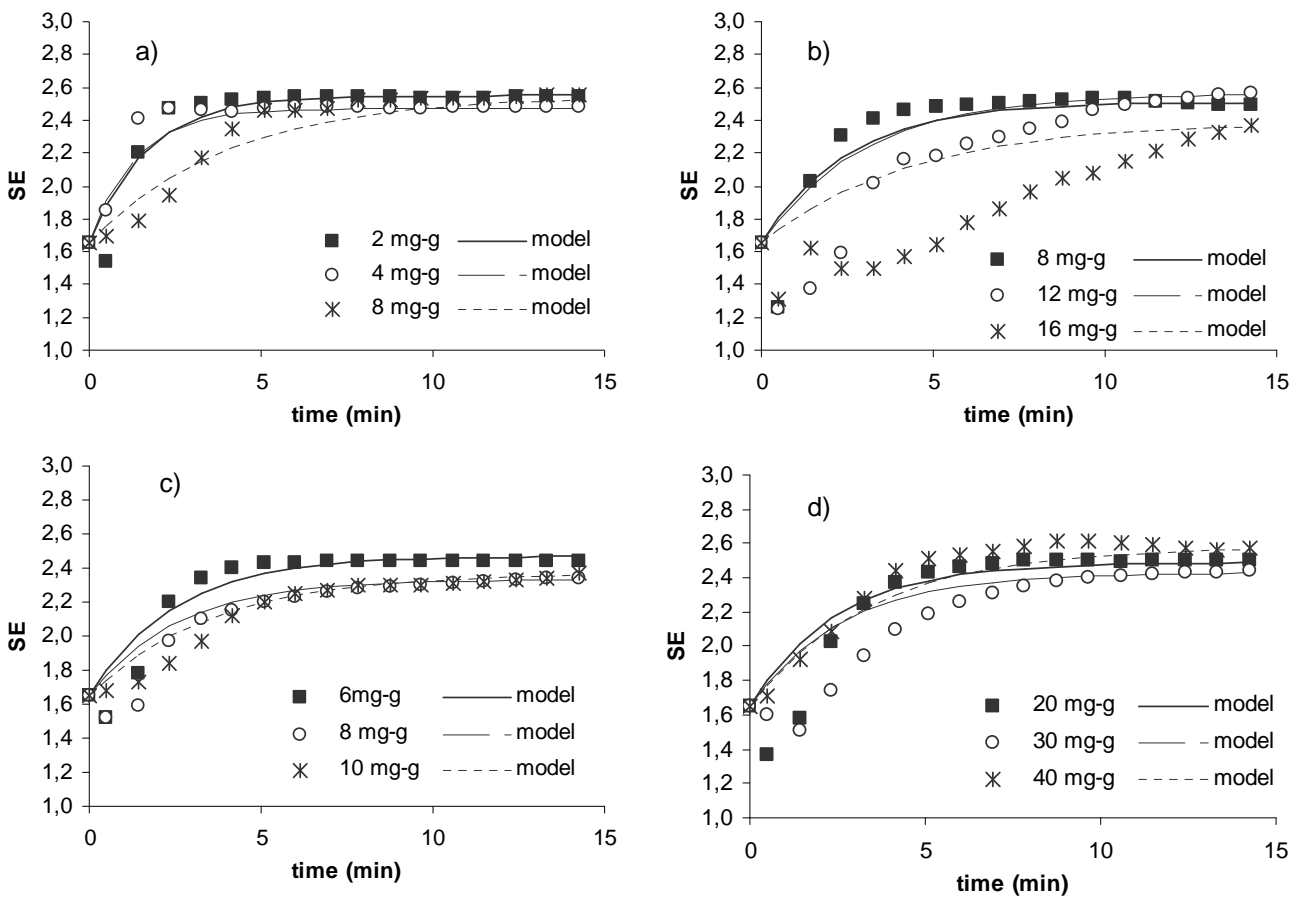 a)
3,0
2,8
2,6
2,4
2,2
2,0
1,8
1,6
1,4
1,2
1,0
SE
2 mg-g model
4 mg-g model
8 mg-g model
0 5 10 15
time (min)
b)
3,0
2,8
2,6
2,4
2,2
2,0
1,8
1,6
1,4
1,2
1,0
SE
8 mg-g model
12 mg-g model
16 mg-g model
0 5 10 15
time (min)
c)
3,0
2,8
2,6
2,4
2,2
2,0
1,8
1,6
1,4
1,2
1,0
SE
6mg-g model
8 mg-g model
10 mg-g model
0 5 10 15
time (min)
d)
3,0
2,8
2,6
2,4
2,2
2,0
1,8
1,6
1,4
1,2
1,0
SE
20 mg-g model
30 mg-g model
40 mg-g model
0 5 10 15
time (min)